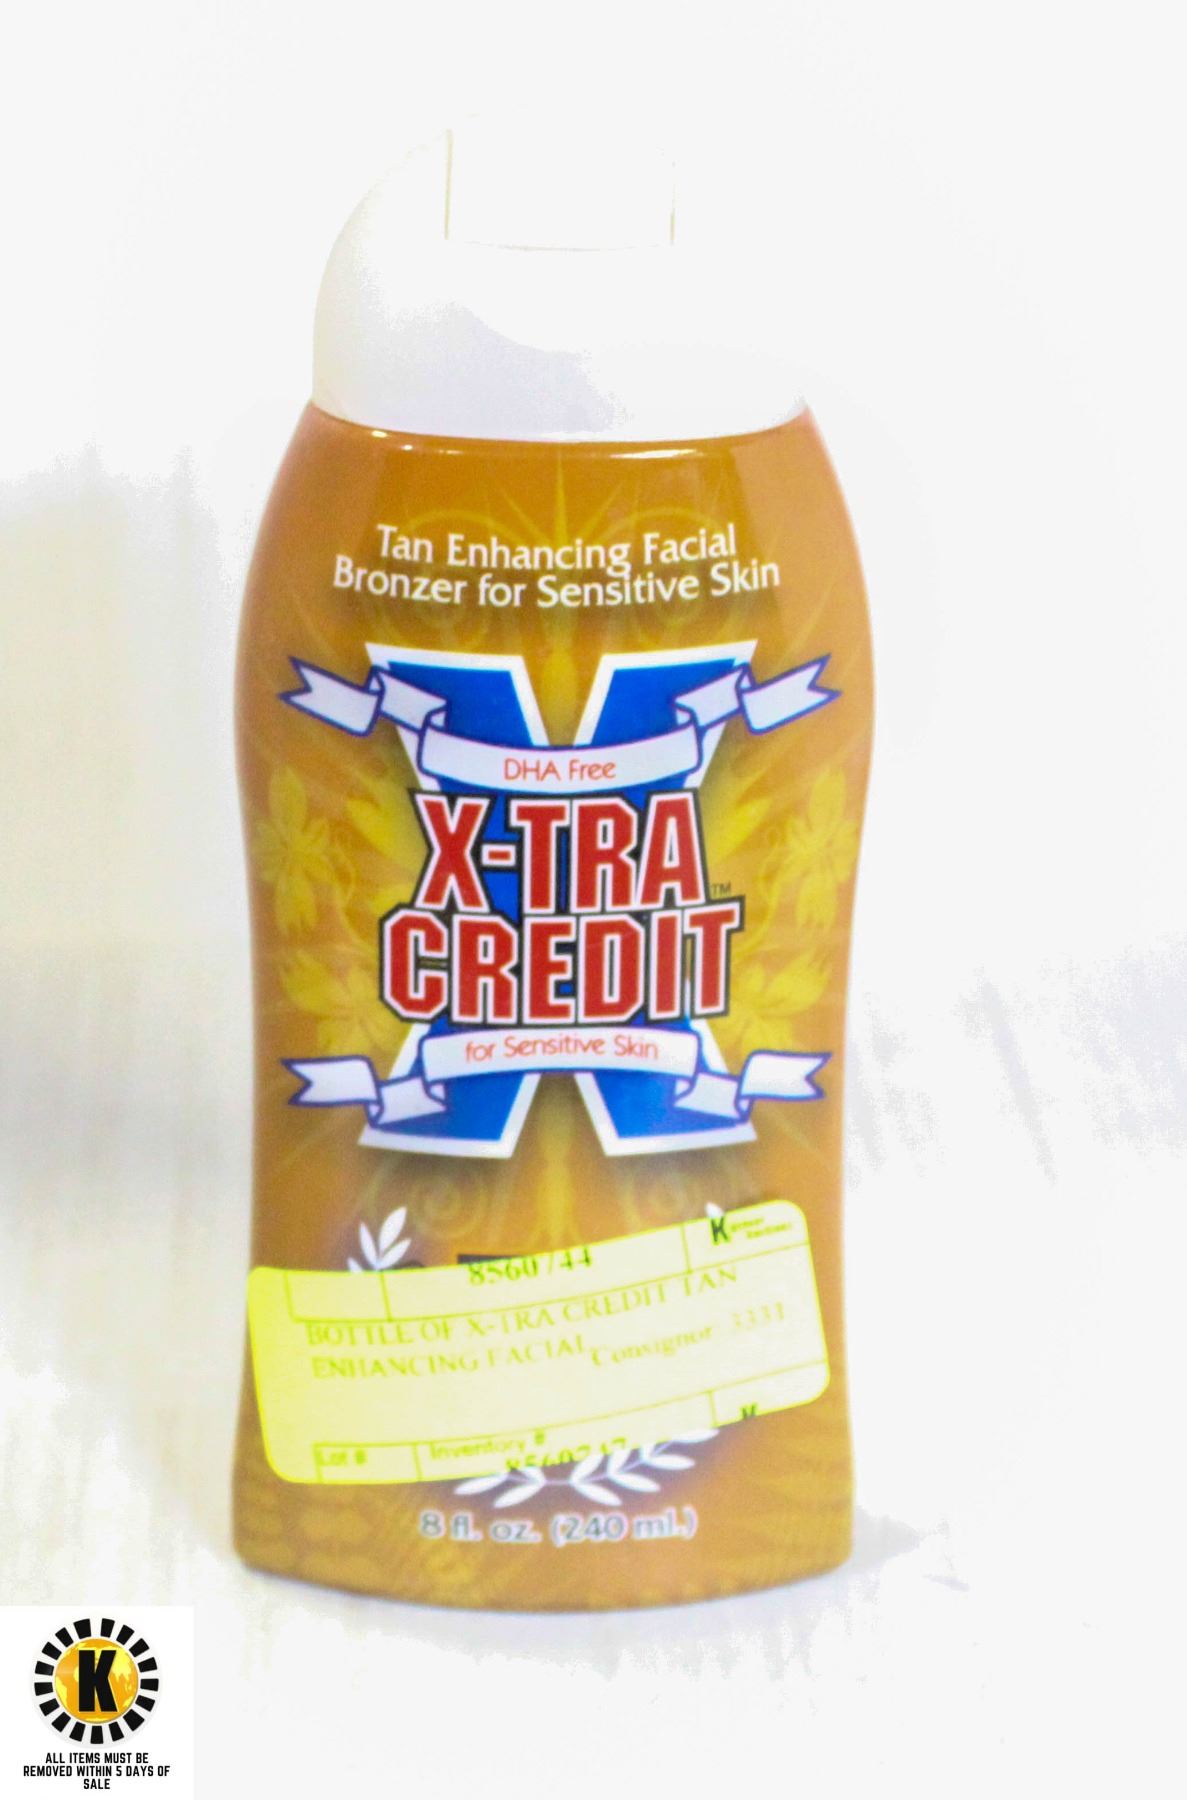 Tan Enhancing Facial
Bronzer for Sensitive Skin
DHA Free
X-TRA
CREDIT™
for Sensitive Skin
K
BOTTLE OF X-TRA CREDIT TAN
ENHANCING FACIAL Consignor 3331
Lot # Inventory #
8 fl. oz. (240 ml.)
K
ALL ITEMS MUST BE
REMOVED WITHIN 5 DAYS OF
SALE